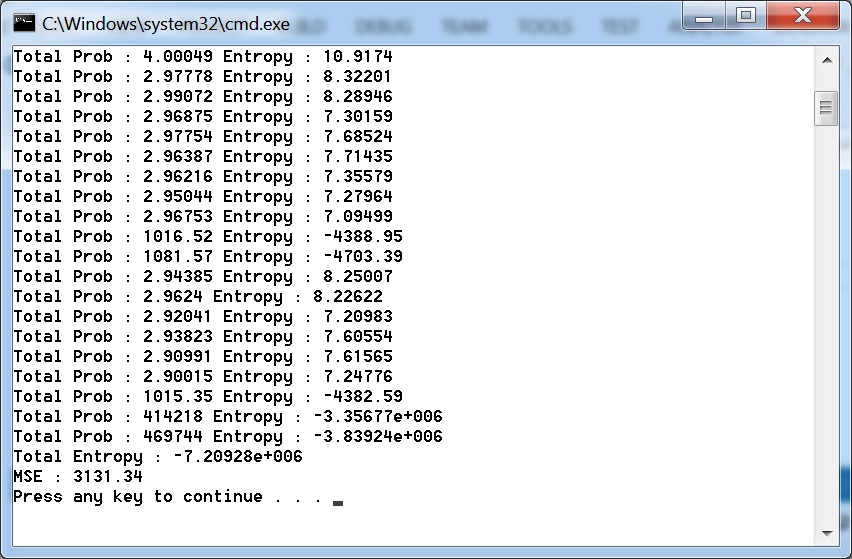 C:\Windows\system32\cmd.exe
DEBUG TEAM TOOLS TEST
Total Prob : 4.00049 Entropy : 10.9174
Total Prob : 2.97778 Entropy : 8.32201
Total Prob : 2.99072 Entropy : 8.28946
Total Prob : 2.96875 Entropy : 7.30159
Total Prob : 2.97754 Entropy : 7.68524
Total Prob : 2.96387 Entropy : 7.71435
Total Prob : 2.96216 Entropy : 7.35579
Total Prob : 2.95044 Entropy : 7.27964
Total Prob : 2.96753 Entropy : 7.09499
Total Prob : 1016.52 Entropy : -4388.95
Total Prob : 1081.57 Entropy : -4703.39
Total Prob : 2.94385 Entropy : 8.25007
Total Prob : 2.9624 Entropy : 8.22622
Total Prob : 2.92041 Entropy : 7.20983
Total Prob : 2.93823 Entropy : 7.60554
Total Prob : 2.90991 Entropy : 7.61565
Total Prob : 2.90015 Entropy : 7.24776
Total Prob : 1015.35 Entropy : -4382.59
Total Prob : 414218 Entropy : -3.35677e+006
Total Prob : 469744 Entropy : -3.83924e+006
Total Entropy : -7.20928e+006
MSE : 3131.34
Press any key to continue . . .